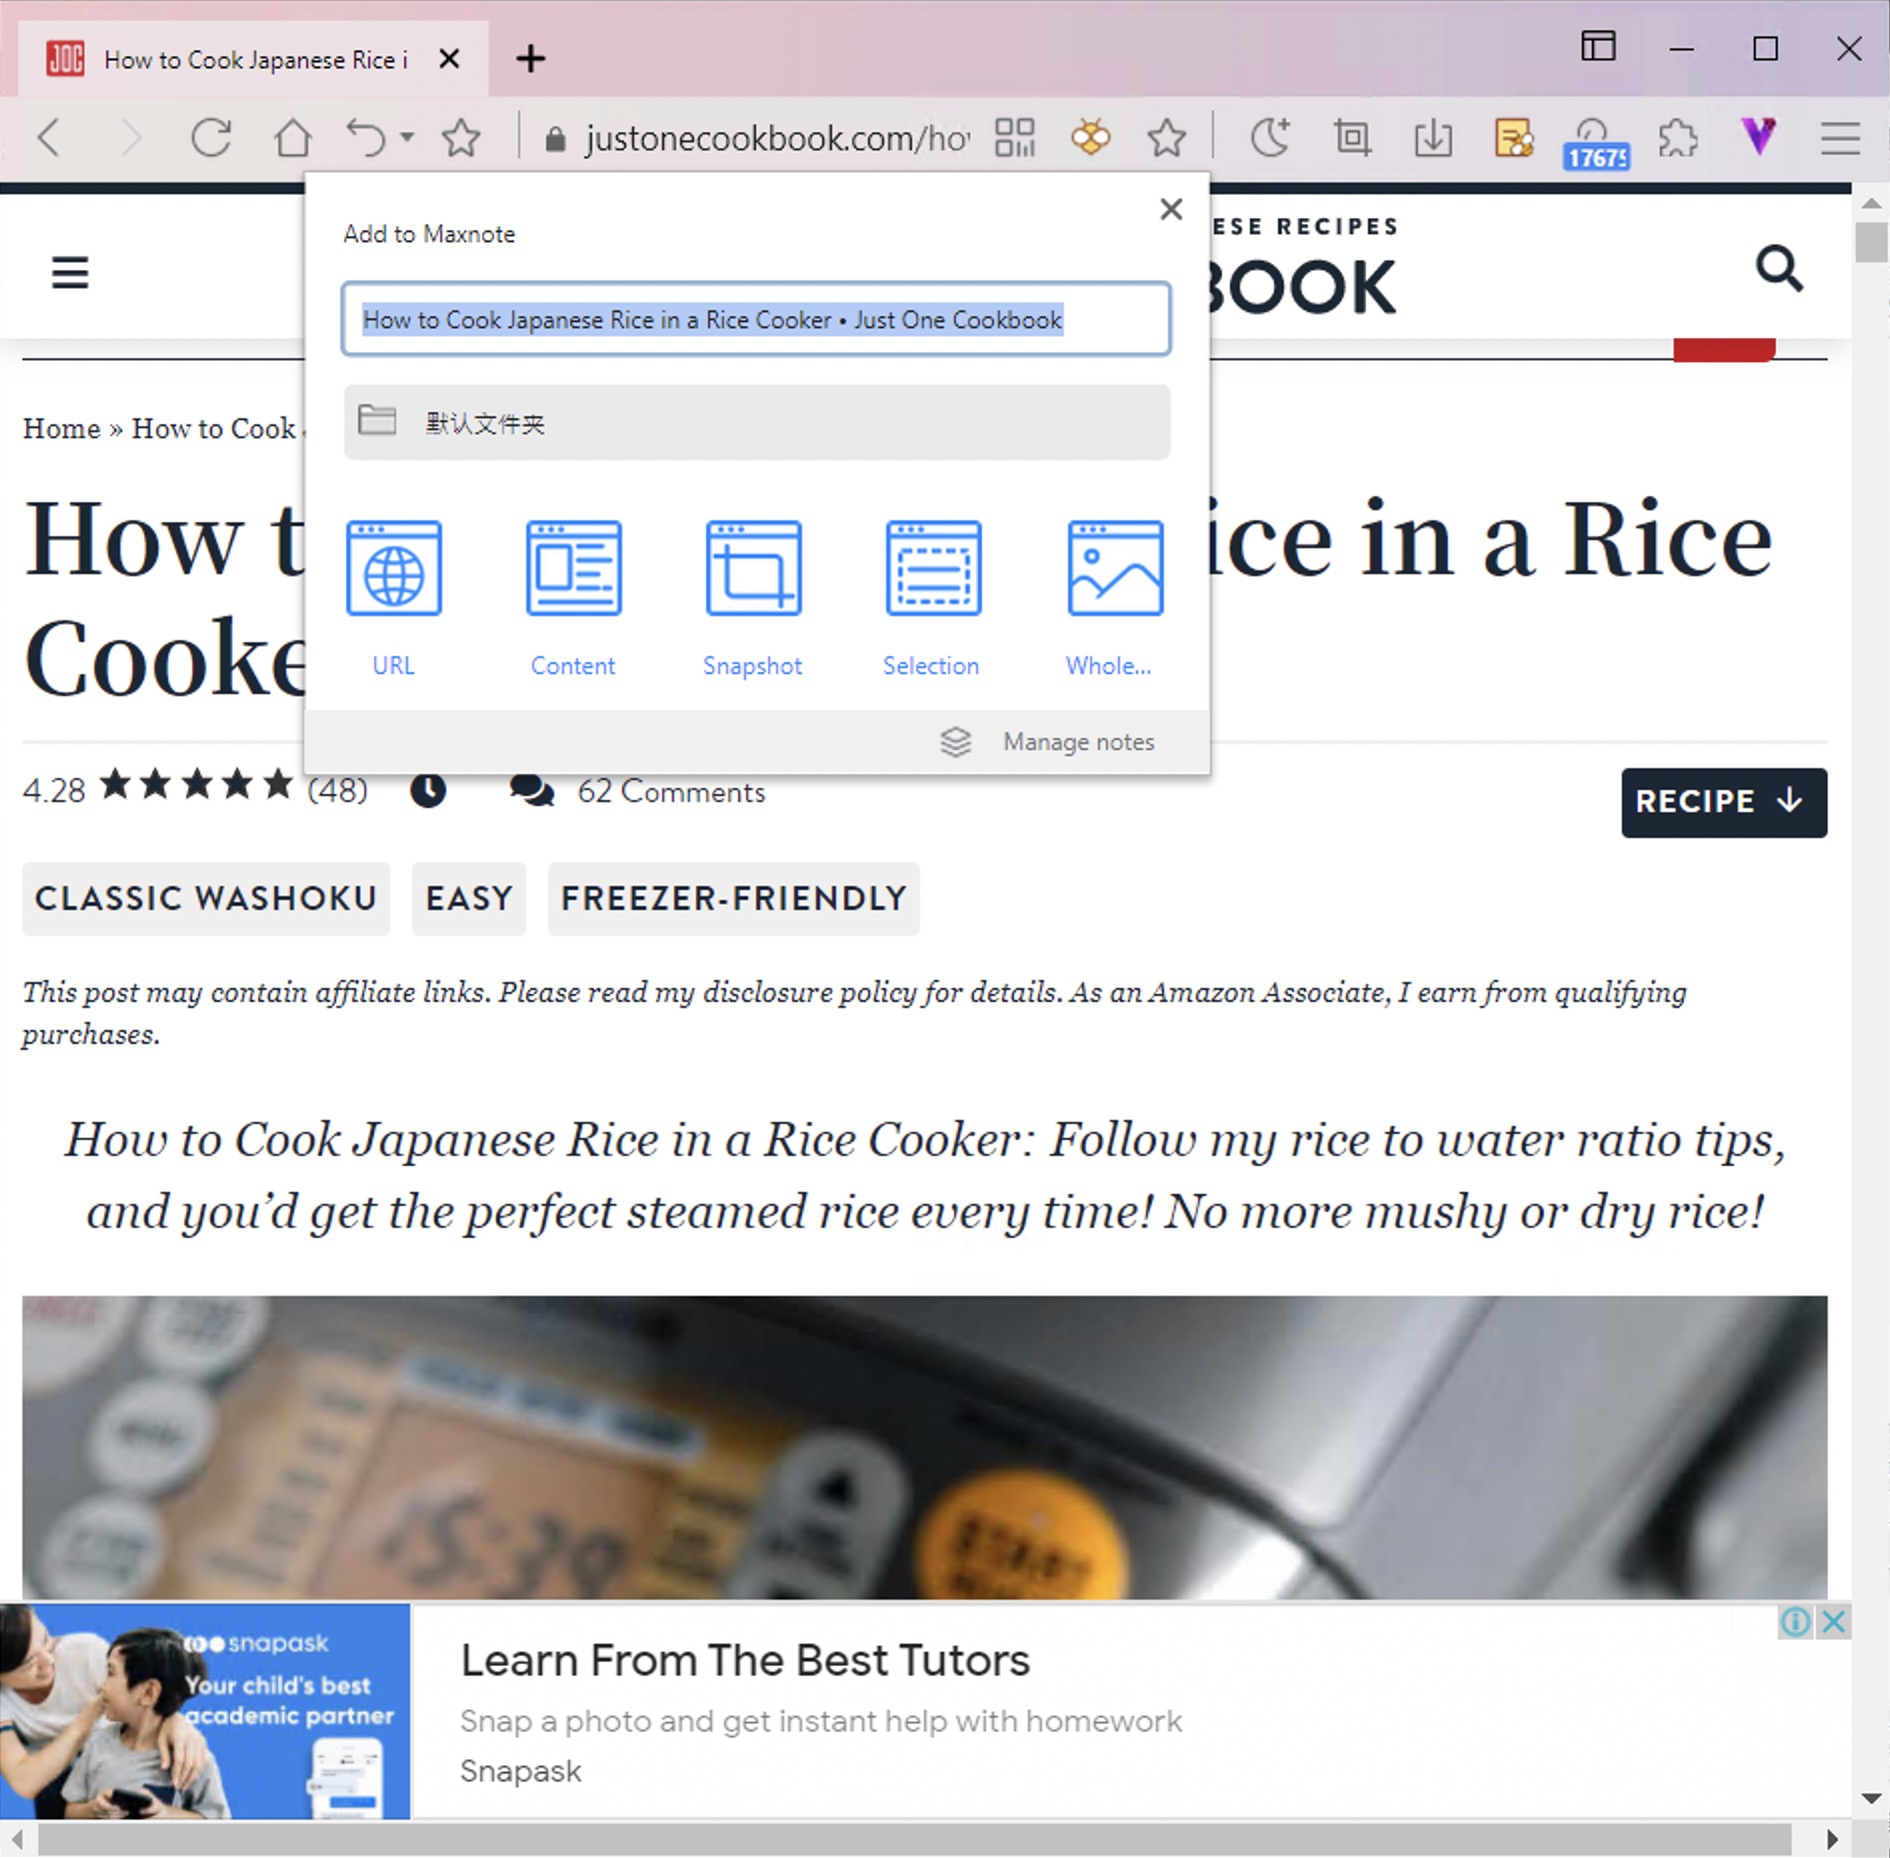 JOC How to Cook Japanese Rice i
justonecookbook.com/ho
1767
Add to Maxnote
ESE RECIPES
BOOK
How to Cook Japanese Rice in a Rice Cooker • Just One Cookbook
默认文件夹
Home » How to Cook
How t
ice in a Rice
Cooke
URL Content Snapshot Selection Whole...
Manage notes
4.28 ★★★★★ (48) 62 Comments
RECIPE ↓
CLASSIC WASHOKU EASY FREEZER-FRIENDLY
This post may contain affiliate links. Please read my disclosure policy for details. As an Amazon Associate, I earn from qualifying
purchases.
How to Cook Japanese Rice in a Rice Cooker: Follow my rice to water ratio tips,
and you’d get the perfect steamed rice every time! No more mushy or dry rice!
15:39
START
snapask
Your child's best
academic partner
Learn From The Best Tutors
Snap a photo and get instant help with homework
Snapask